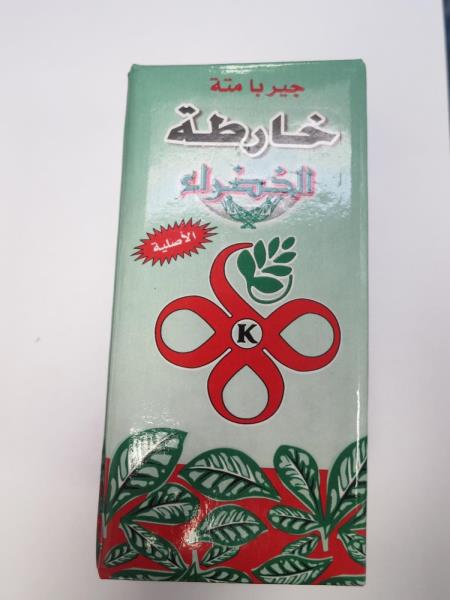 جيربا متة
خارطة
الخضراء
الأصلية
K